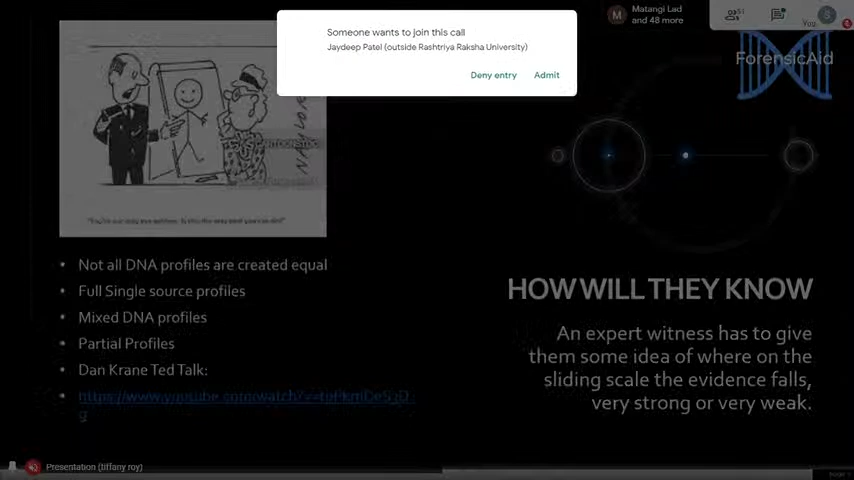 Someone wants to join this call
Jaydeep Patel (outside Rashtriya Raksha University)
Deny entry Admit
Matangi Lad
and 48 more
M
51
You
S
2
ForensicAid
NAYLOR
• Not all DNA profiles are created equal
• Full Single source profiles
• Mixed DNA profiles
• Partial Profiles
• Dan Krane Ted Talk:
HOW WILL THEY KNOW
An expert witness has to give
them some idea of where on the
sliding scale the evidence falls,
very strong or very weak.
Presentation (tiffany roy)